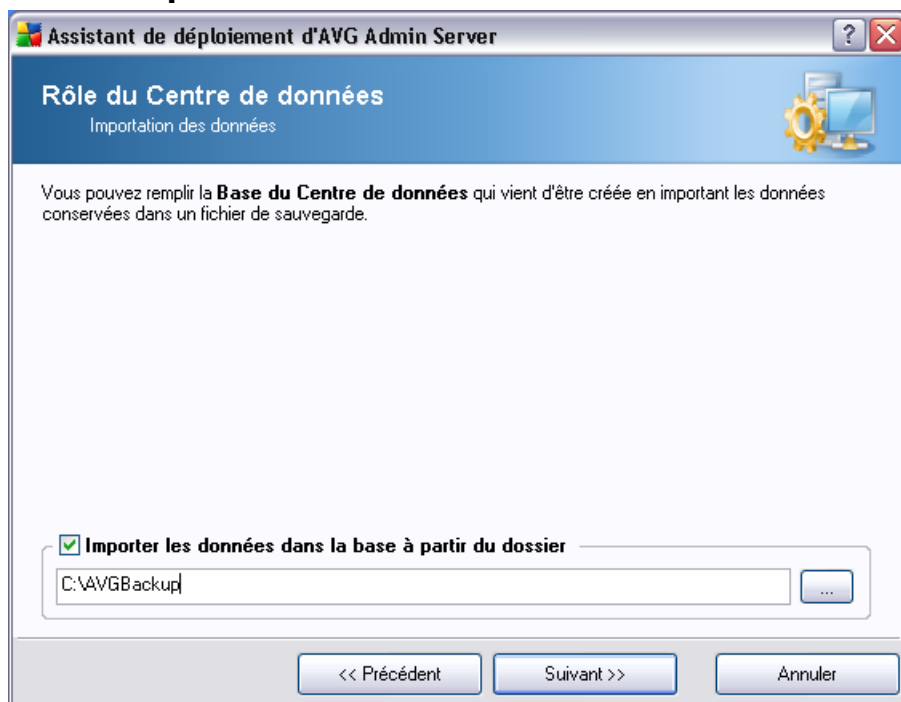 Assistant de déploiement d'AVG Admin Server
?
Rôle du Centre de données
Importation des données
Vous pouvez remplir la Base du Centre de données qui vient d'être créée en important les données
conservées dans un fichier de sauvegarde.
Importer les données dans la base à partir du dossier
C:\AVGBackup
...
<< Précédent
Suivant >>
Annuler